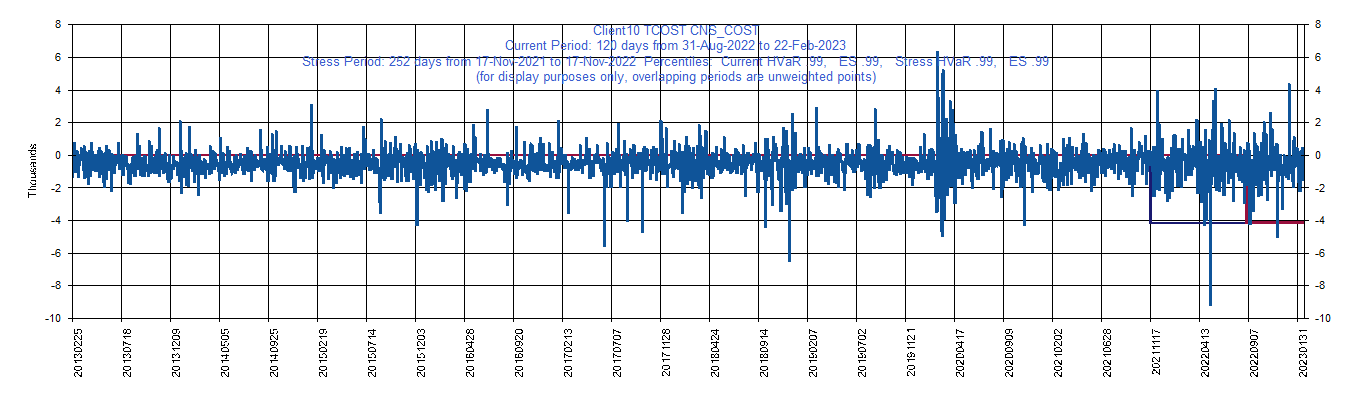 Client10 TCOST CNS_COST
Current Period: 120 days from 31-Aug-2022 to 22-Feb-2023
Stress Period: 252 days from 17-Nov-2021 to 17-Nov-2022 Percentiles: Current HVaR .99, ES .99, Stress HVaR .99, ES .99
(for display purposes only, overlapping periods are unweighted points)
8 8
6 6
4 4
2 2
0 0
-2 -2
-4 -4
-6 -6
-8 -8
-10 -10
Thousands
20130225 20130718 20131209 20140505 20140925 20150219 20150714 20151203 20160428 20160920 20170213 20170707 20171128 20180424 20180914 20190207 20190702 20191121 20200417 20200909 20210202 20210628 20211117 20220413 20220907 20230131